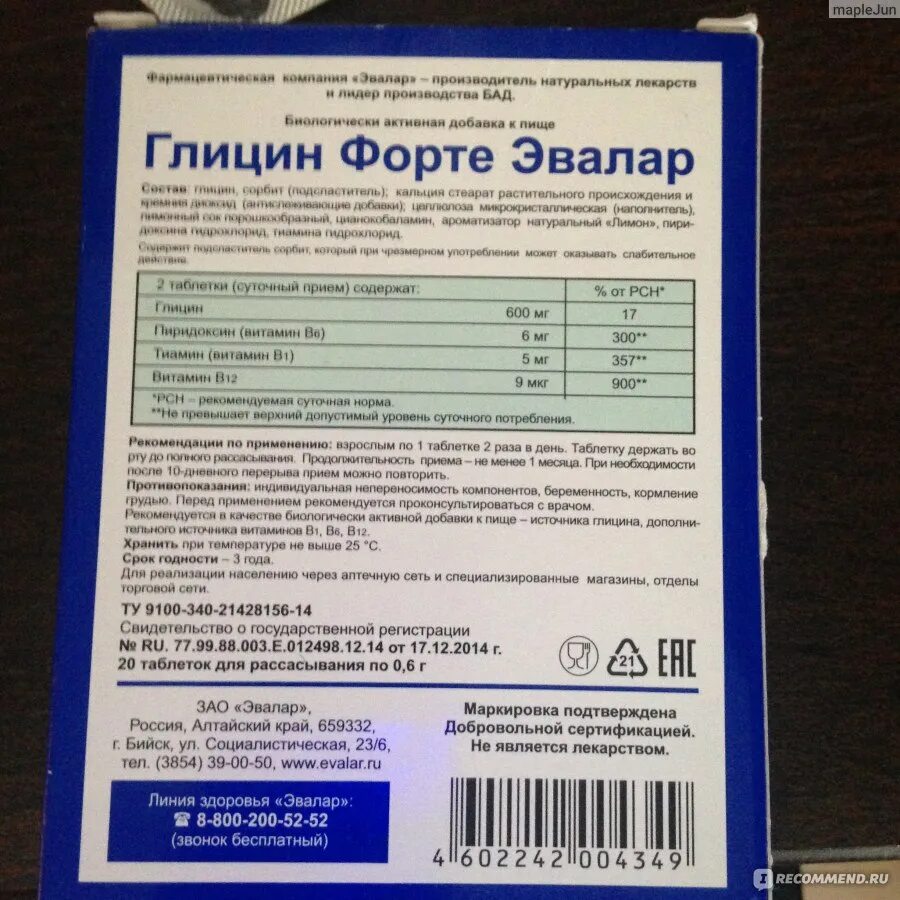 mapleJun
Фармацевтическая компания «Эвалар» – производитель натуральных лекарств
и лидер производства БАД.
Биологически активная добавка к пище
Глицин Форте Эвалар
Состав: глицин, сорбит (подсластитель); кальция стеарат растительного происхождения и
кремния диоксид (антислеживающие добавки); целлюлоза микрокристаллическая (наполнитель),
лимонный сок порошкообразный, цианокобаламин, ароматизатор натуральный «Лимон», пири-
доксина гидрохлорид, тиамина гидрохлорид.
Содержит подсластитель сорбит, который при чрезмерном употреблении может оказывать слабительное
действие.
2 таблетки (суточный прием) содержат: % от РСН*
Глицин 600 мг 17
Пиридоксин (витамин В6) 6 мг 300**
Тиамин (витамин В1) 5 мг 357**
Витамин В12 9 мкг 900**
*РСН – рекомендуемая суточная норма.
**Не превышает верхний допустимый уровень суточного потребления.
Рекомендации по применению: взрослым по 1 таблетке 2 раза в день. Таблетку держать во
рту до полного рассасывания. Продолжительность приема – не менее 1 месяца. При необходимости
после 10-дневного перерыва прием можно повторить.
Противопоказания: индивидуальная непереносимость компонентов, беременность, кормление
грудью. Перед применением рекомендуется проконсультироваться с врачом.
Рекомендуется в качестве биологически активной добавки к пище – источника глицина, дополни-
тельного источника витаминов В1, В6, В12.
Хранить при температуре не выше 25 °С.
Срок годности – 3 года.
Для реализации населению через аптечную сеть и специализированные магазины, отделы
торговой сети.
ТУ 9100-340-21428156-14
Свидетельство о государственной регистрации
№ RU. 77.99.88.003.Е.012498.12.14 от 17.12.2014 г.
20 таблеток для рассасывания по 0,6 г
21
ЕАС
ЗАО «Эвалар»,
Россия, Алтайский край, 659332,
г. Бийск, ул. Социалистическая, 23/6,
тел. (3854) 39-00-50, www.evalar.ru
Маркировка подтверждена
Добровольной сертификацией.
Не является лекарством.
Линия здоровья «Эвалар»:
☎ 8-800-200-52-52
(звонок бесплатный)
4 602242 004349
IRECOMMEND.RU